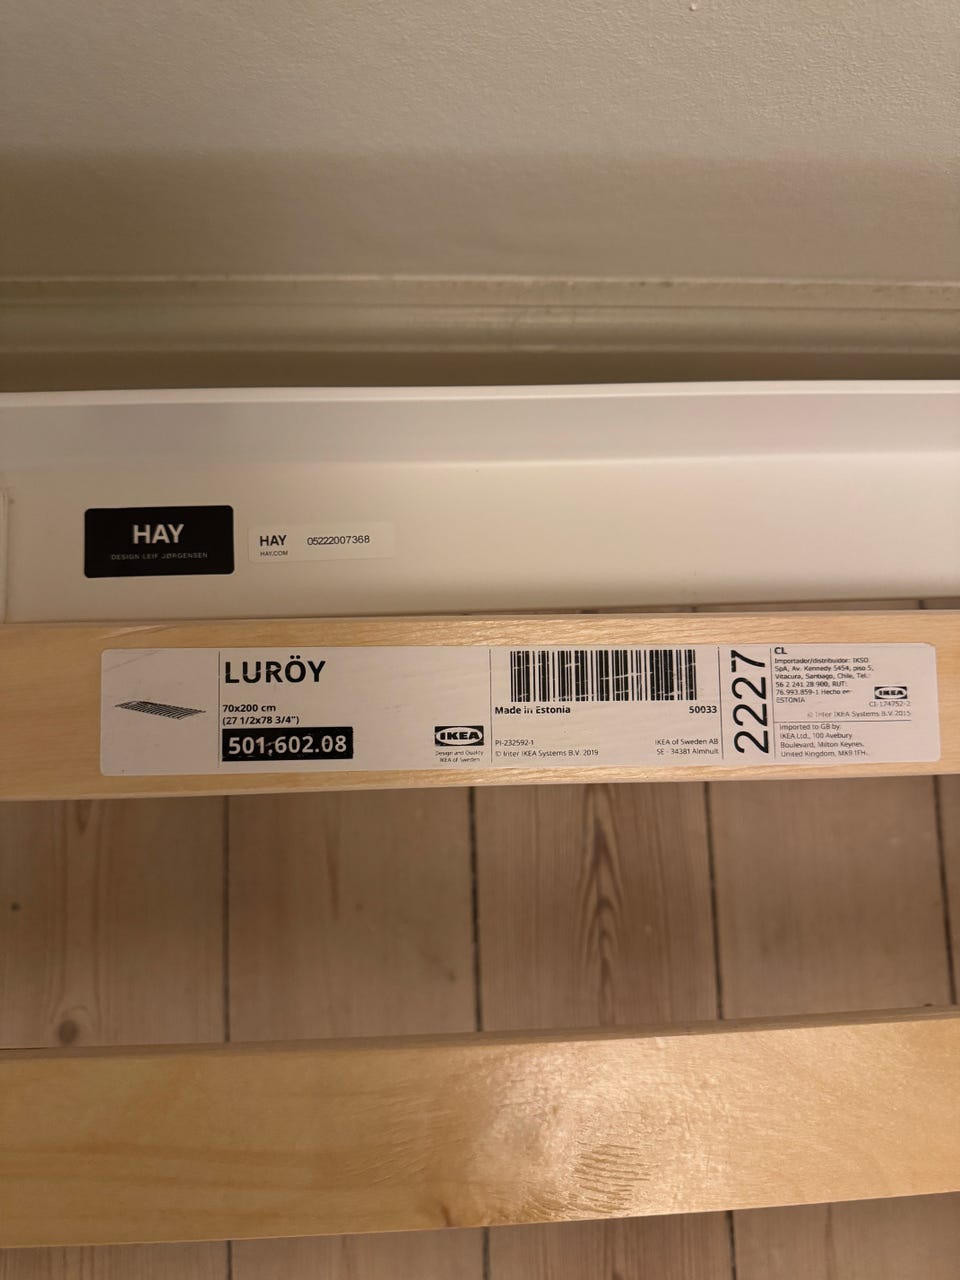 HAY
DESIGN LEIF JØRGENSEN
HAY 05222007368
HAY.COM
LURÖY
70x200 cm
(27 1/2x78 3/4")
501.602.08
IKEA
Design and Quality
IKEA of Sweden
Made in Estonia 50033
PI-232592-1
© Inter IKEA Systems B.V. 2019
IKEA of Sweden AB
SE - 34381 Älmhult
2227
CL
Importador/distribuidor: IKSO
SpA, Av. Kennedy 5454, piso 5,
Vitacura, Santiago, Chile, Tel.:
56 2 241 28 900, RUT:
76.993.859-1 Hecho en
ESTONIA
IKEA
CI-174752-2
© Inter IKEA Systems B.V. 2015
Imported to GB by:
IKEA Ltd., 100 Avebury
Boulevard, Milton Keynes,
United Kingdom, MK9 1FH.